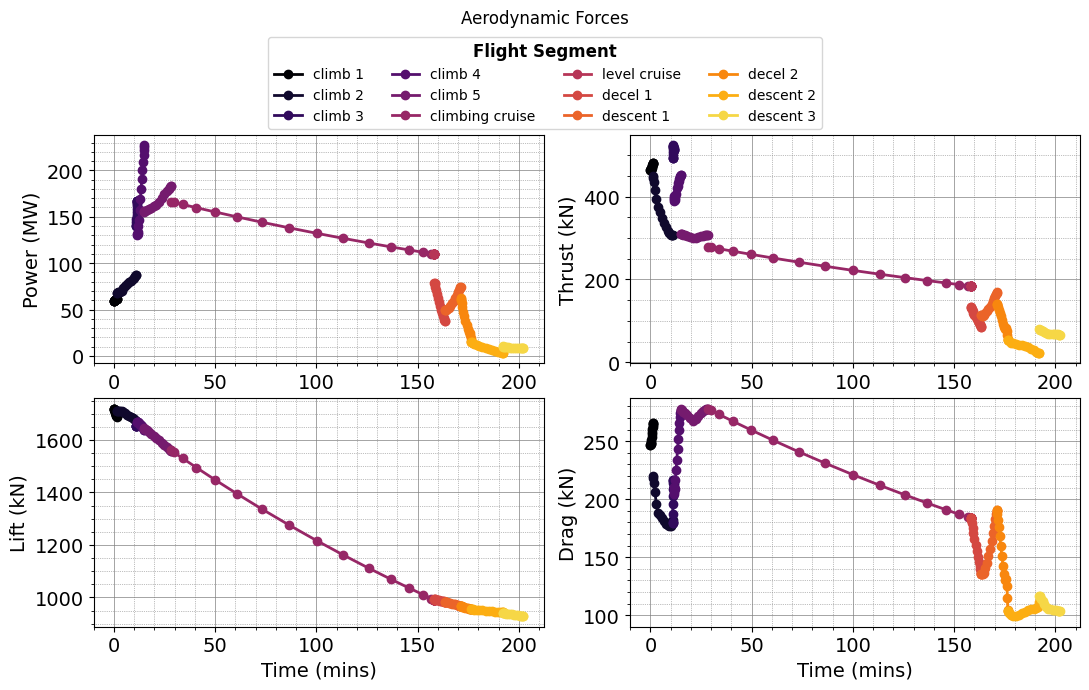 Aerodynamic Forces
Flight Segment
climb 1 climb 4 level cruise decel 2
climb 2 climb 5 decel 1 descent 2
climb 3 climbing cruise descent 1 descent 3
Power (MW)
200
150
100
50
0
0 50 100 150 200
Thrust (kN)
400
200
0
0 50 100 150 200
Lift (kN)
1600
1400
1200
1000
0 50 100 150 200
Time (mins)
Drag (kN)
250
200
150
100
0 50 100 150 200
Time (mins)